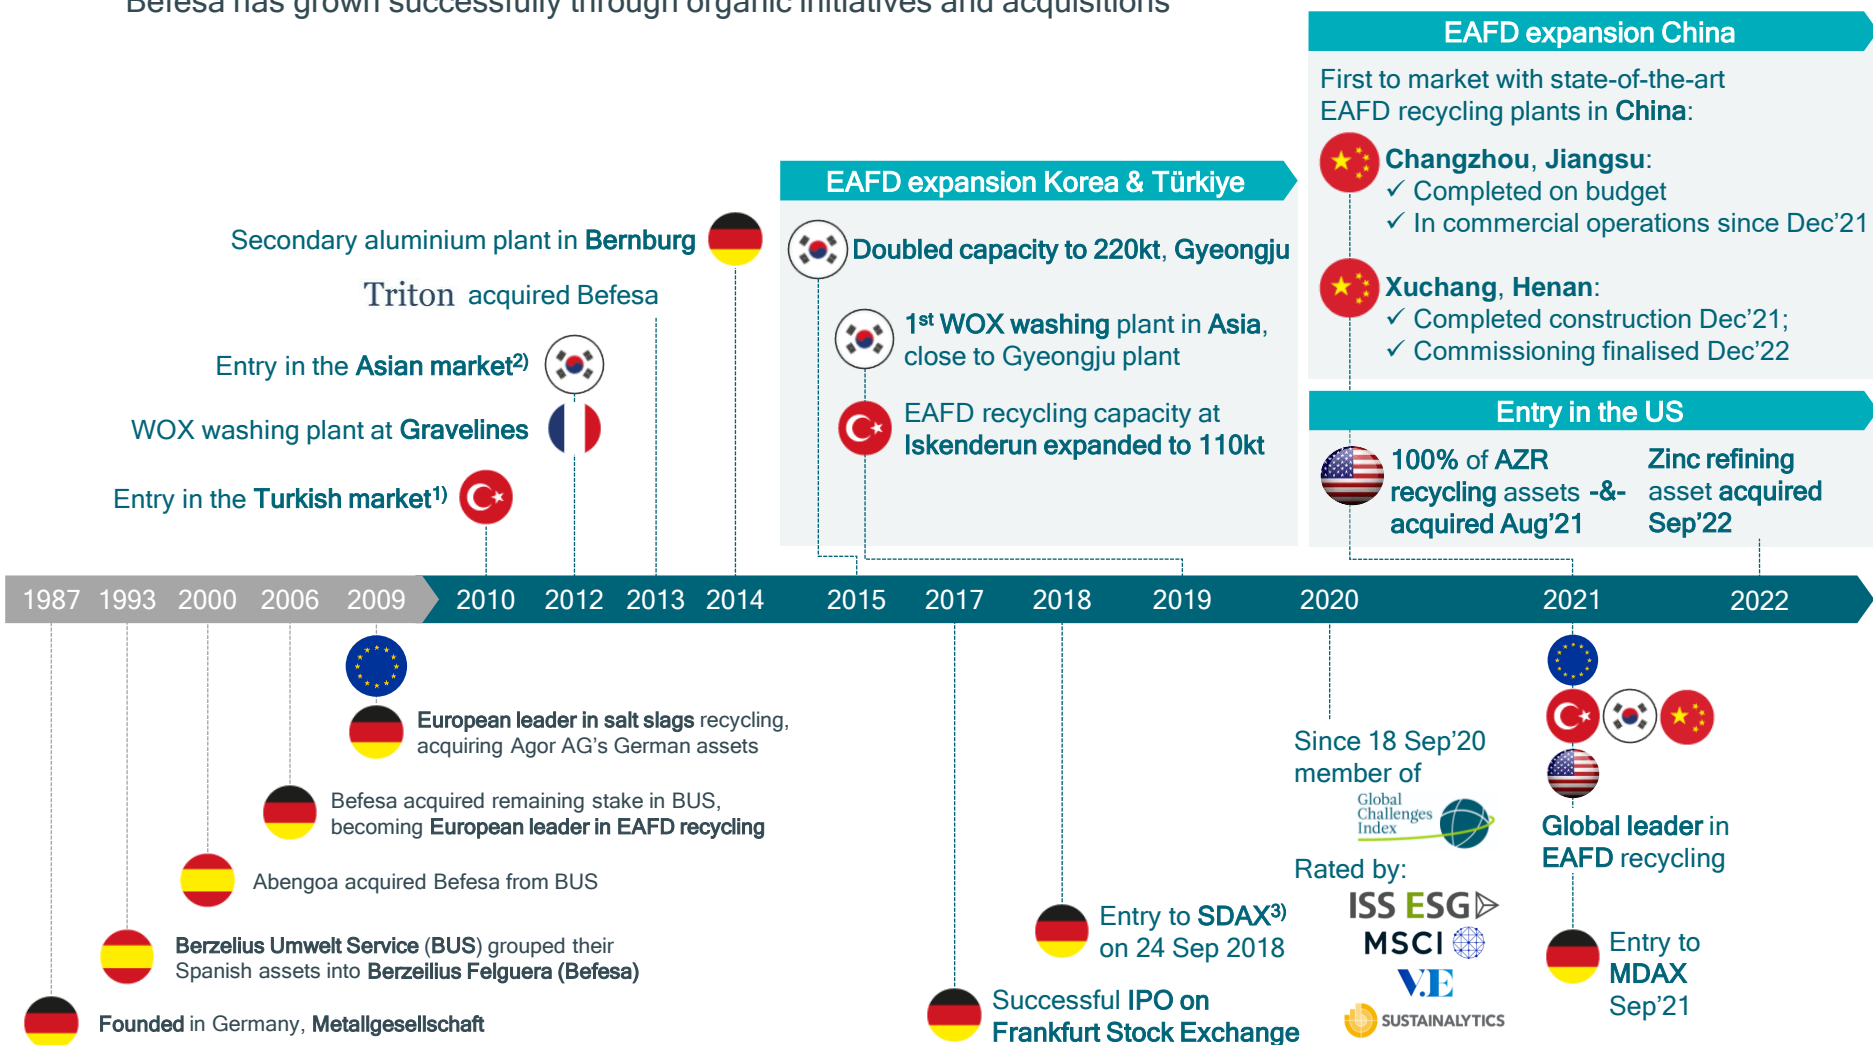 Befesa has grown successfully through organic initiatives and acquisitions
EAFD expansion China
First to market with state-of-the-art
EAFD recycling plants in China:
Changzhou, Jiangsu:
✓ Completed on budget
✓ In commercial operations since Dec'21
Xuchang, Henan:
✓ Completed construction Dec'21;
✓ Commissioning finalised Dec'22
EAFD expansion Korea & Türkiye
Doubled capacity to 220kt, Gyeongju
1st WOX washing plant in Asia,
close to Gyeongju plant
EAFD recycling capacity at
Iskenderun expanded to 110kt
Entry in the US
100% of AZR
recycling assets -&-
acquired Aug'21
Zinc refining
asset acquired
Sep'22
Secondary aluminium plant in Bernburg
Triton acquired Befesa
Entry in the Asian market2)
WOX washing plant at Gravelines
Entry in the Turkish market1)
1987 1993 2000 2006 2009 2010 2012 2013 2014 2015 2017 2018 2019 2020 2021 2022
European leader in salt slags recycling,
acquiring Agor AG's German assets
Befesa acquired remaining stake in BUS,
becoming European leader in EAFD recycling
Abengoa acquired Befesa from BUS
Berzelius Umwelt Service (BUS) grouped their
Spanish assets into Berzeilius Felguera (Befesa)
Founded in Germany, Metallgesellschaft
Successful IPO on
Frankfurt Stock Exchange
Entry to SDAX3)
on 24 Sep 2018
Since 18 Sep'20
member of
Global
Challenges
Index
Rated by:
ISS ESG
MSCI
V.E
SUSTAINALYTICS
Global leader in
EAFD recycling
Entry to
MDAX
Sep'21